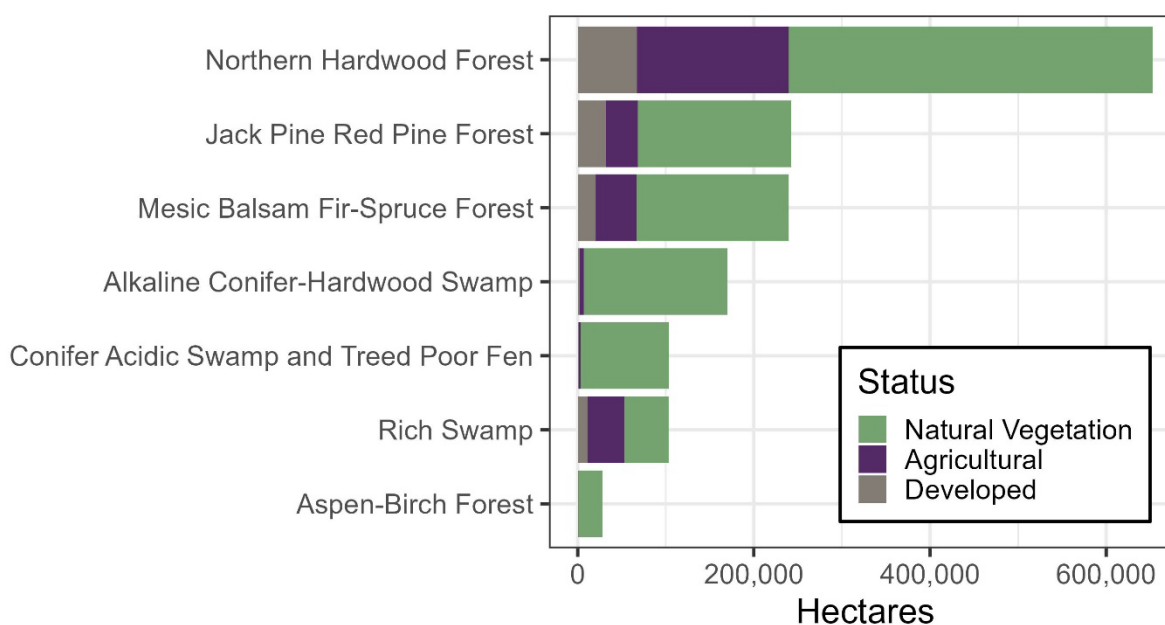 Northern Hardwood Forest
Jack Pine Red Pine Forest
Mesic Balsam Fir-Spruce Forest
Alkaline Conifer-Hardwood Swamp
Conifer Acidic Swamp and Treed Poor Fen
Rich Swamp
Aspen-Birch Forest
Status
Natural Vegetation
Agricultural
Developed
0 200,000 400,000 600,000
Hectares